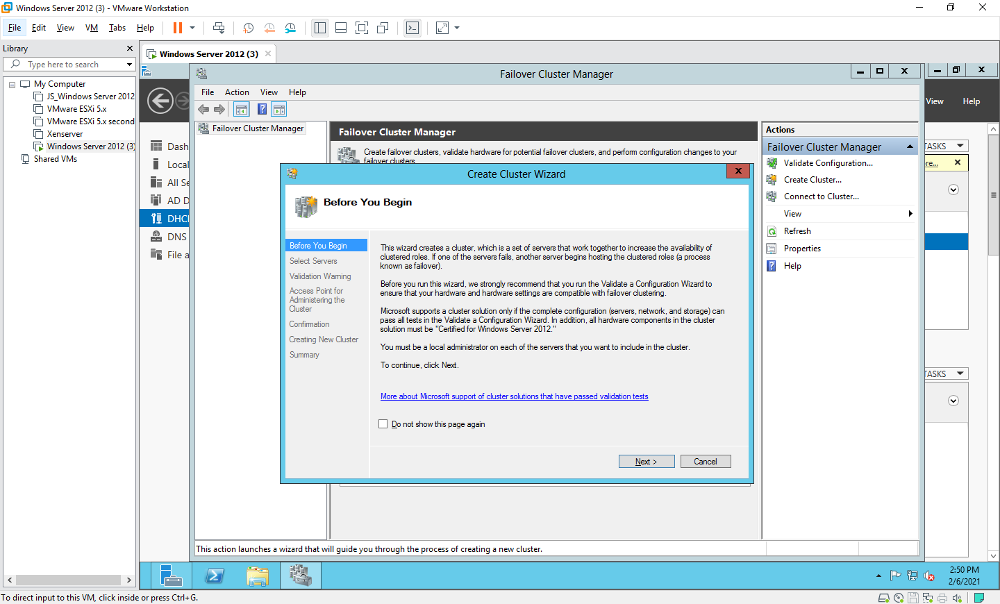 Windows Server 2012 (3) - VMware Workstation
File Edit View VM Tabs Help
Library
Type here to search
My Computer
JS_Windows Server 2012
VMware ESXi 5.x
VMware ESXi 5.x second
Xenserver
Windows Server 2012 (3)
Shared VMs
Windows Server 2012 (3)
Failover Cluster Manager
File Action View Help
View Help
Failover Cluster Manager
Failover Cluster Manager
Create failover clusters, validate hardware for potential failover clusters, and perform configuration changes to your
failover clusters.
Actions
Failover Cluster Manager
Validate Configuration...
Create Cluster...
Connect to Cluster...
View
Refresh
Properties
Help
TASKS
re...
TASKS
Dash
Local
All Se
AD D
DHC
DNS
File a
Create Cluster Wizard
Before You Begin
Before You Begin
Select Servers
Validation Warning
Access Point for
Administering the
Cluster
Confirmation
Creating New Cluster
Summary
This wizard creates a cluster, which is a set of servers that work together to increase the availability of
clustered roles. If one of the servers fails, another server begins hosting the clustered roles (a process
known as failover).
Before you run this wizard, we strongly recommend that you run the Validate a Configuration Wizard to
ensure that your hardware and hardware settings are compatible with failover clustering.
Microsoft supports a cluster solution only if the complete configuration (servers, network, and storage) can
pass all tests in the Validate a Configuration Wizard. In addition, all hardware components in the cluster
solution must be "Certified for Windows Server 2012."
You must be a local administrator on each of the servers that you want to include in the cluster.
To continue, click Next.
More about Microsoft support of cluster solutions that have passed validation tests
Do not show this page again
Next > Cancel
This action launches a wizard that will guide you through the process of creating a new cluster.
2:50 PM
2/6/2021
To direct input to this VM, click inside or press Ctrl+G.